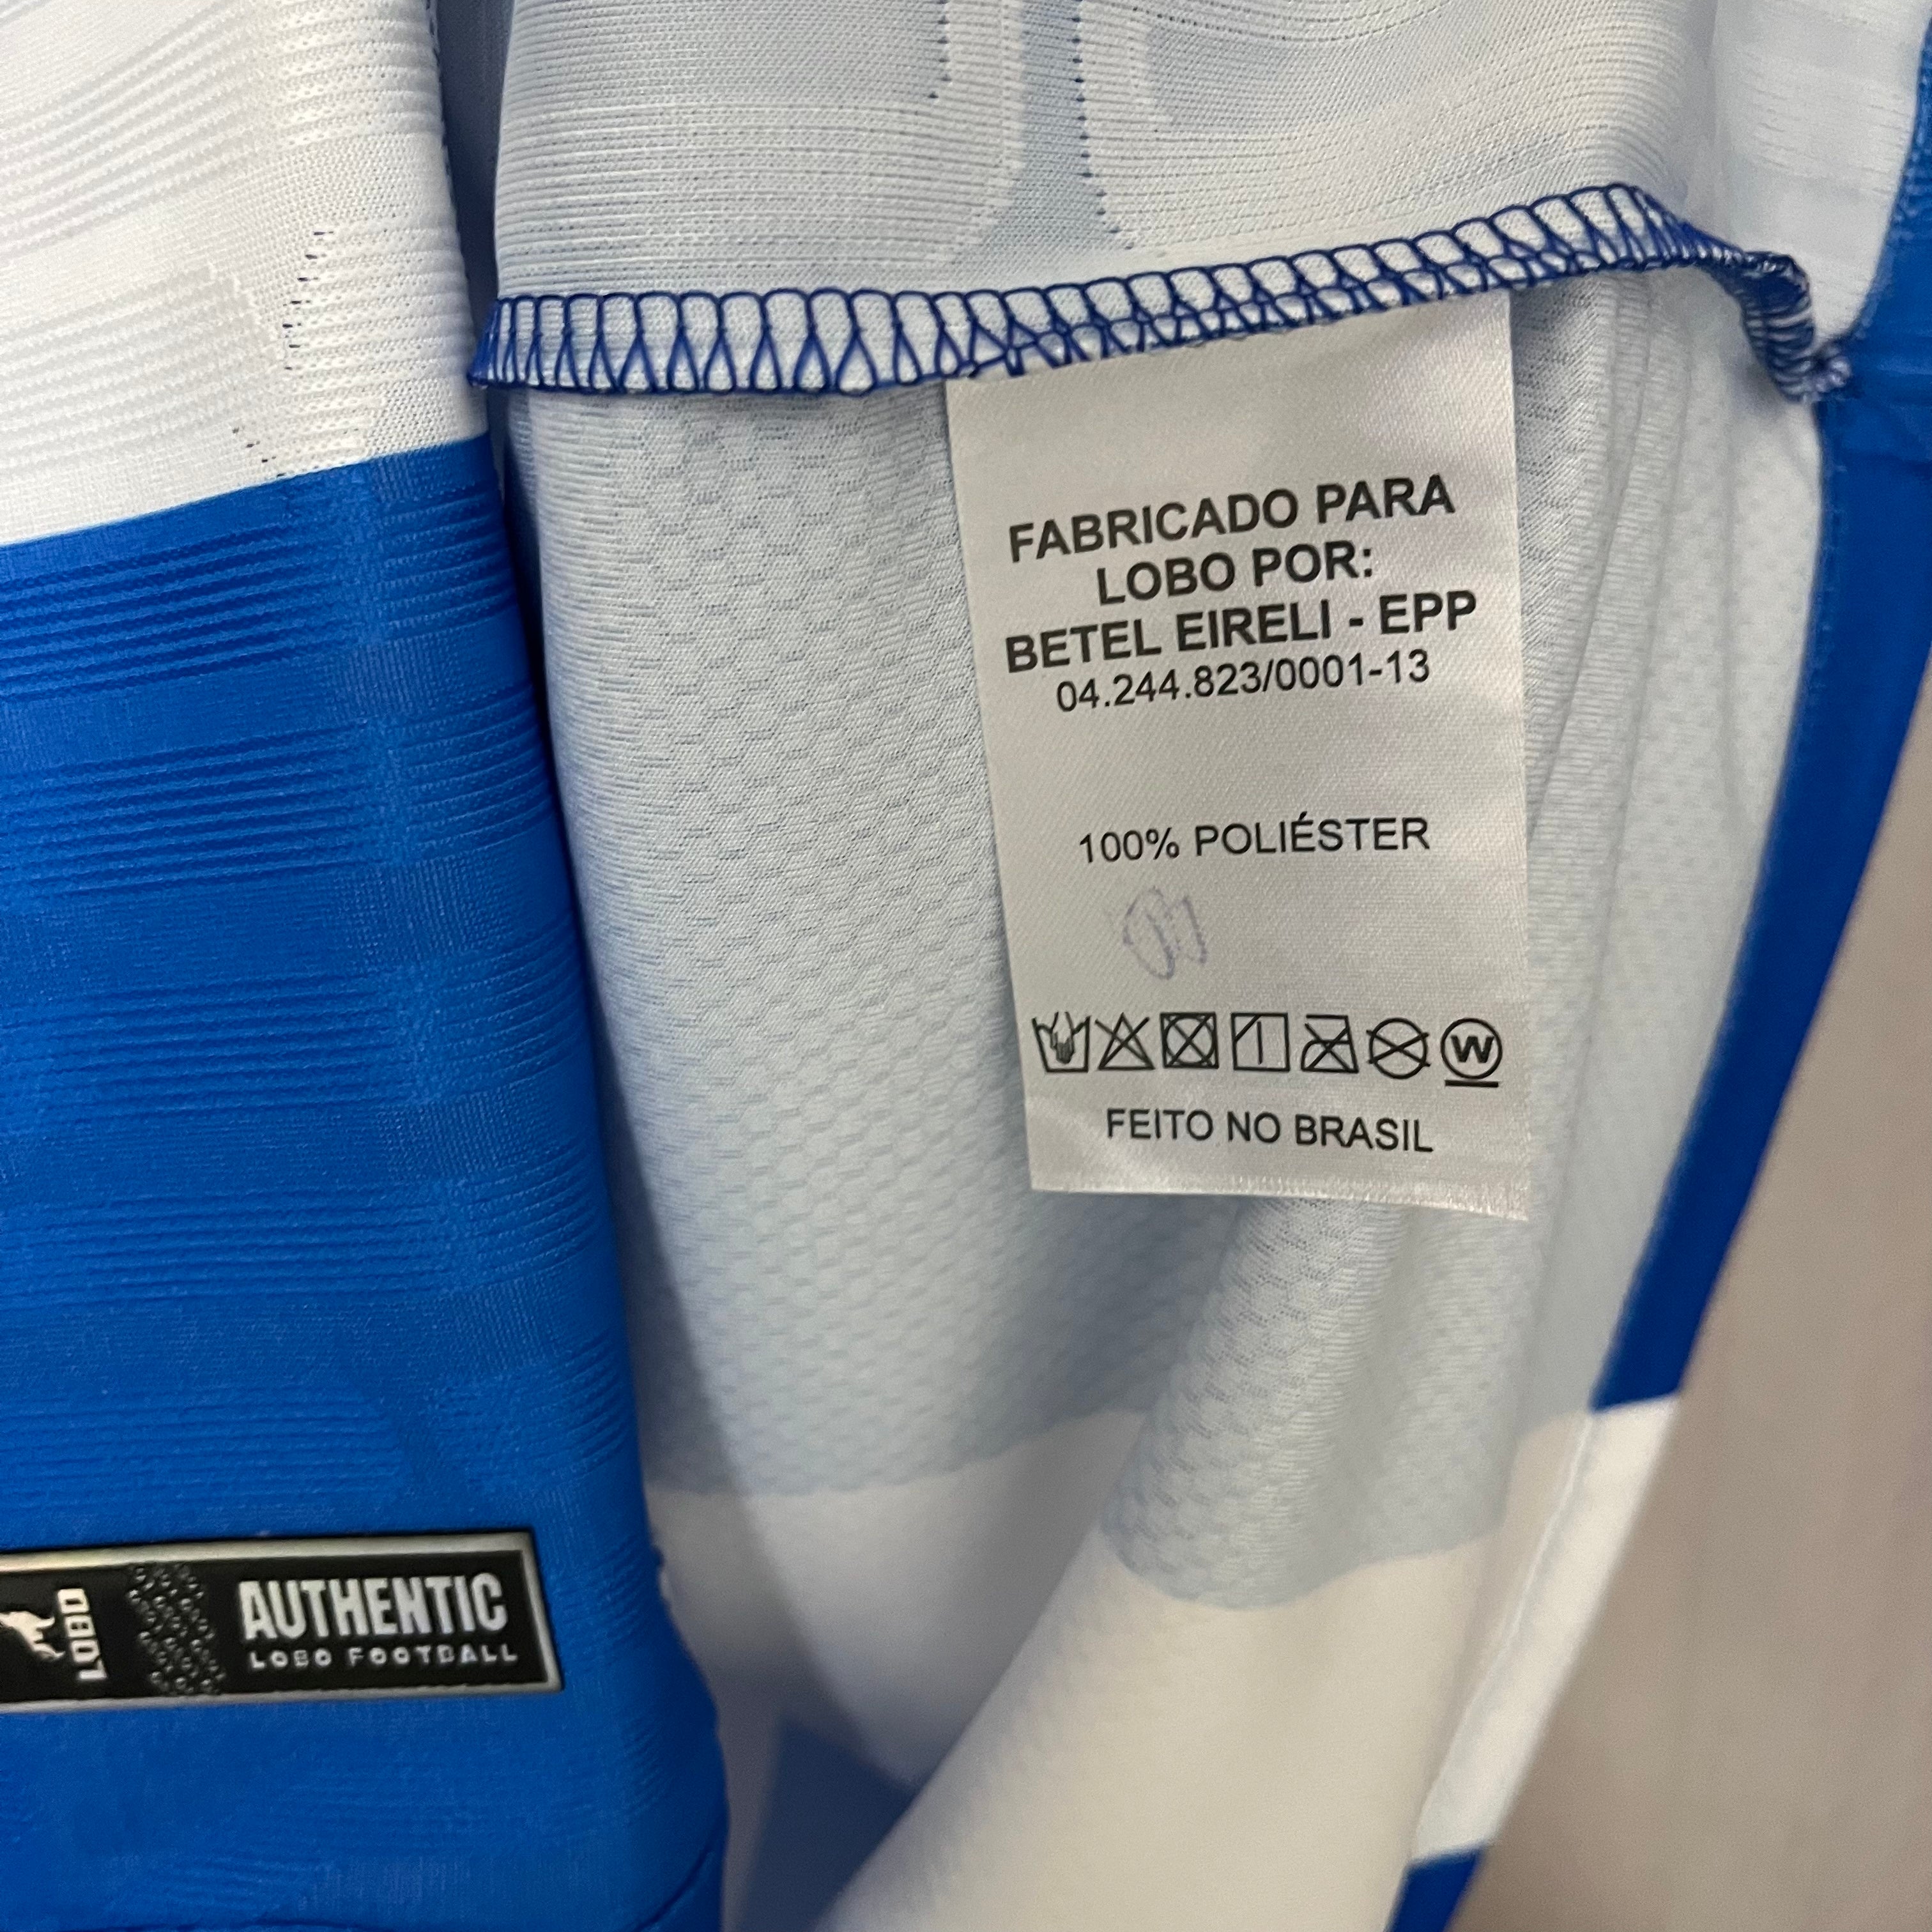 FABRICADO PARA
LOBO POR:
BETEL EIRELI - EPP
04.244.823/0001-13
100% POLIÉSTER
W
FEITO NO BRASIL
LOBO
AUTHENTIC
LOBO FOOTBALL